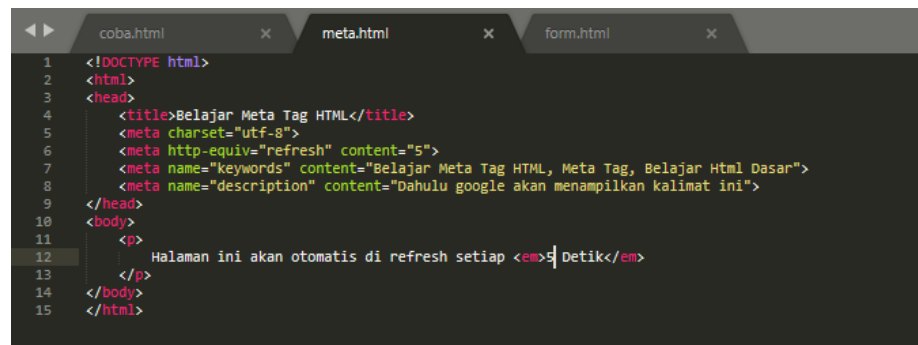 coba.html × meta.html × form.html ×
1 <!DOCTYPE html>
2 <html>
3 <head>
4 <title>Belajar Meta Tag HTML</title>
5 <meta charset="utf-8">
6 <meta http-equiv="refresh" content="5">
7 <meta name="keywords" content="Belajar Meta Tag HTML, Meta Tag, Belajar Html Dasar">
8 <meta name="description" content="Dahulu google akan menampilkan kalimat ini">
9 </head>
10 <body>
11 <p>
12 Halaman ini akan otomatis di refresh setiap <em>5 Detik</em>
13 </p>
14 </body>
15 </html>